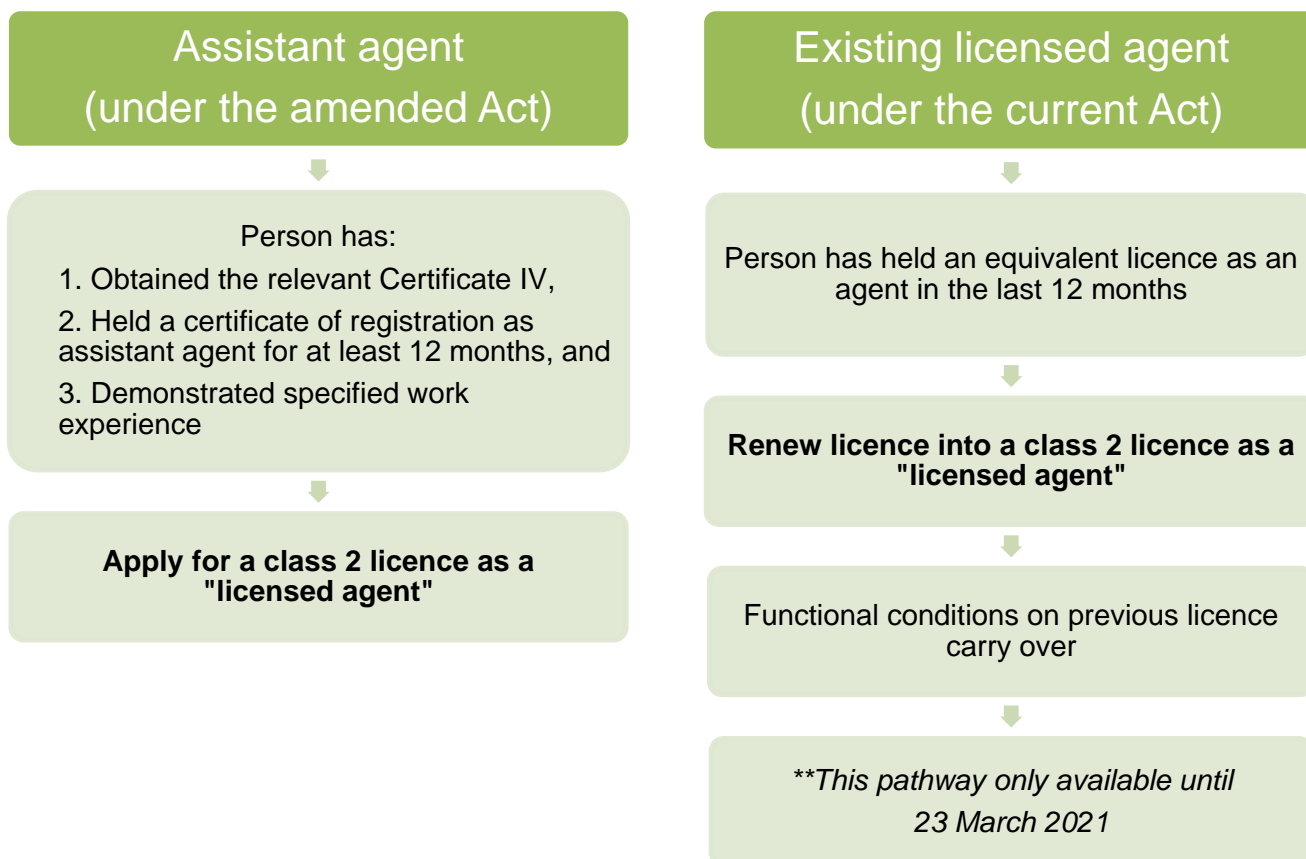 Assistant agent
(under the amended Act)
Person has:
1. Obtained the relevant Certificate IV,
2. Held a certificate of registration as
assistant agent for at least 12 months, and
3. Demonstrated specified work
experience
Apply for a class 2 licence as a
"licensed agent"
Existing licensed agent
(under the current Act)
Person has held an equivalent licence as an
agent in the last 12 months
Renew licence into a class 2 licence as a
"licensed agent"
Functional conditions on previous licence
carry over
**This pathway only available until
23 March 2021